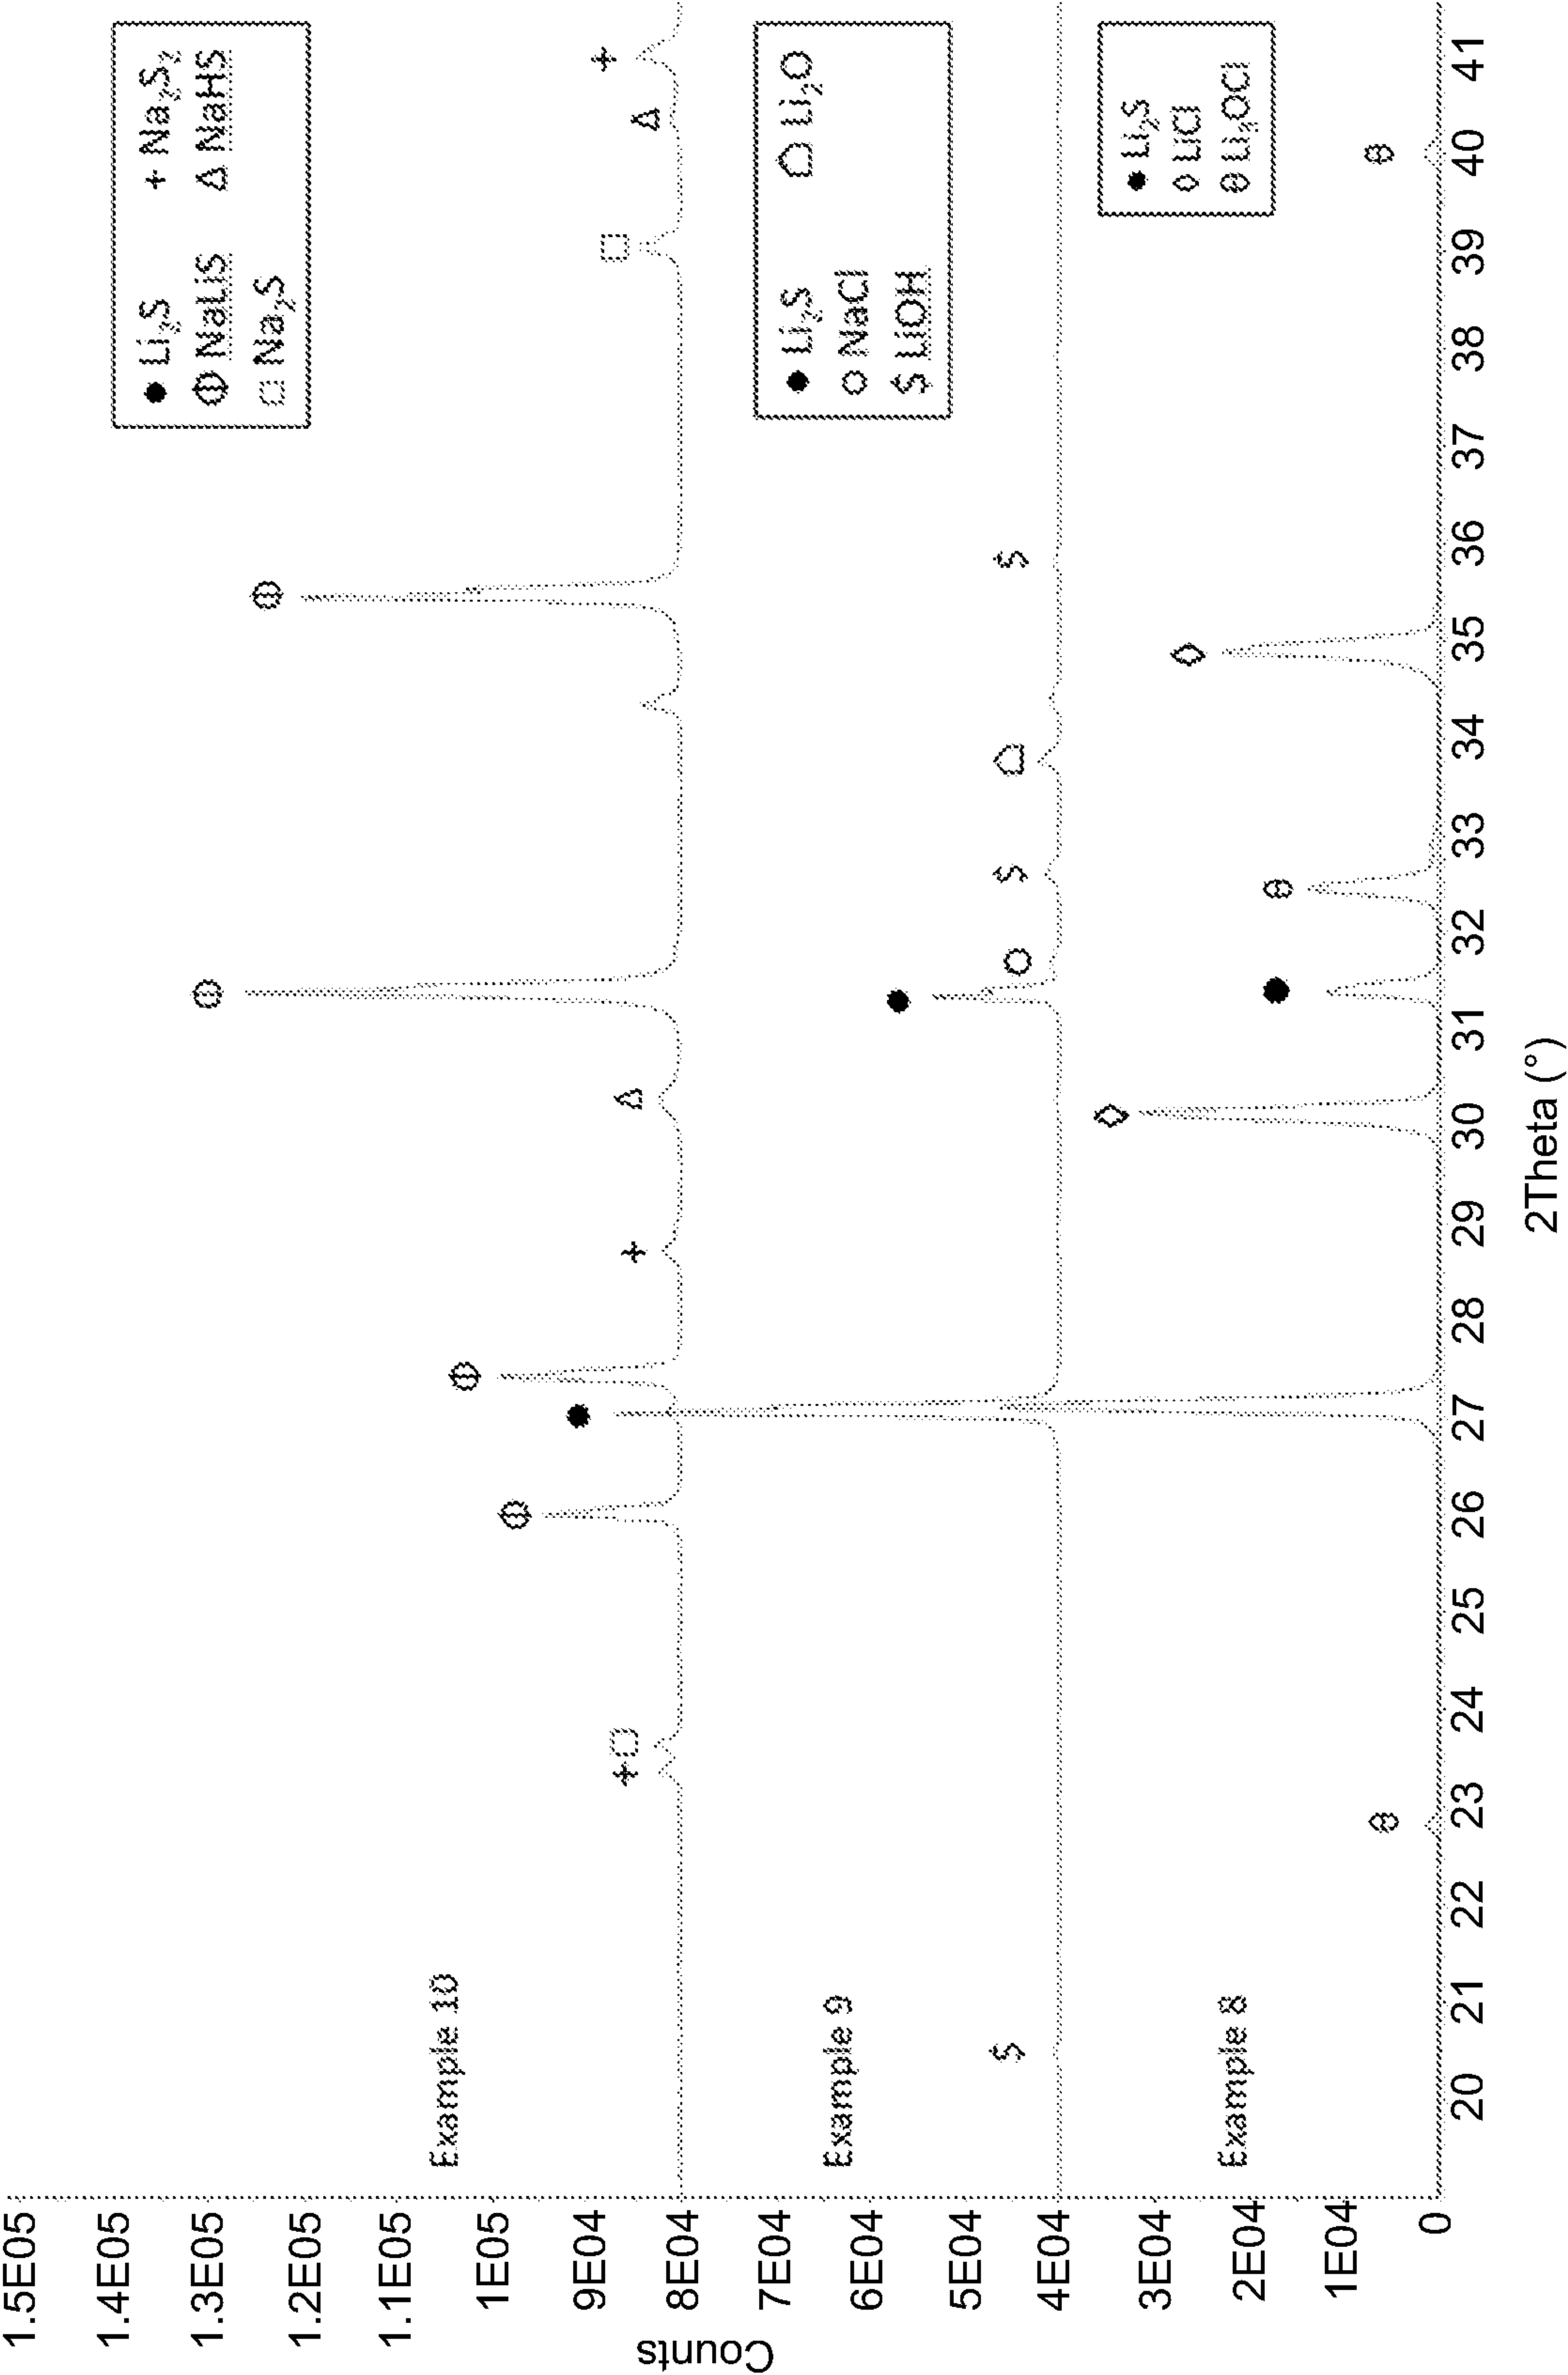 1.5E05
1.4E05
1.3E05
1.2E05
1.1E05
1E05
9E04
8E04
7E04
6E04
5E04
4E04
3E04
2E04
1E04
0
Counts
Example 10
● Li₂S + Na₂S₂
NaLiS △ NaHS
□ Na₂S
Example 9
● Li₂S Li₂O
○ NaCl
$ LiOH
$
$
$
Example 8
● Li₂S
◇ LiCl
⊕ Li₃OCl
20 21 22 23 24 25 26 27 28 29 30 31 32 33 34 35 36 37 38 39 40 41
2Theta (°)